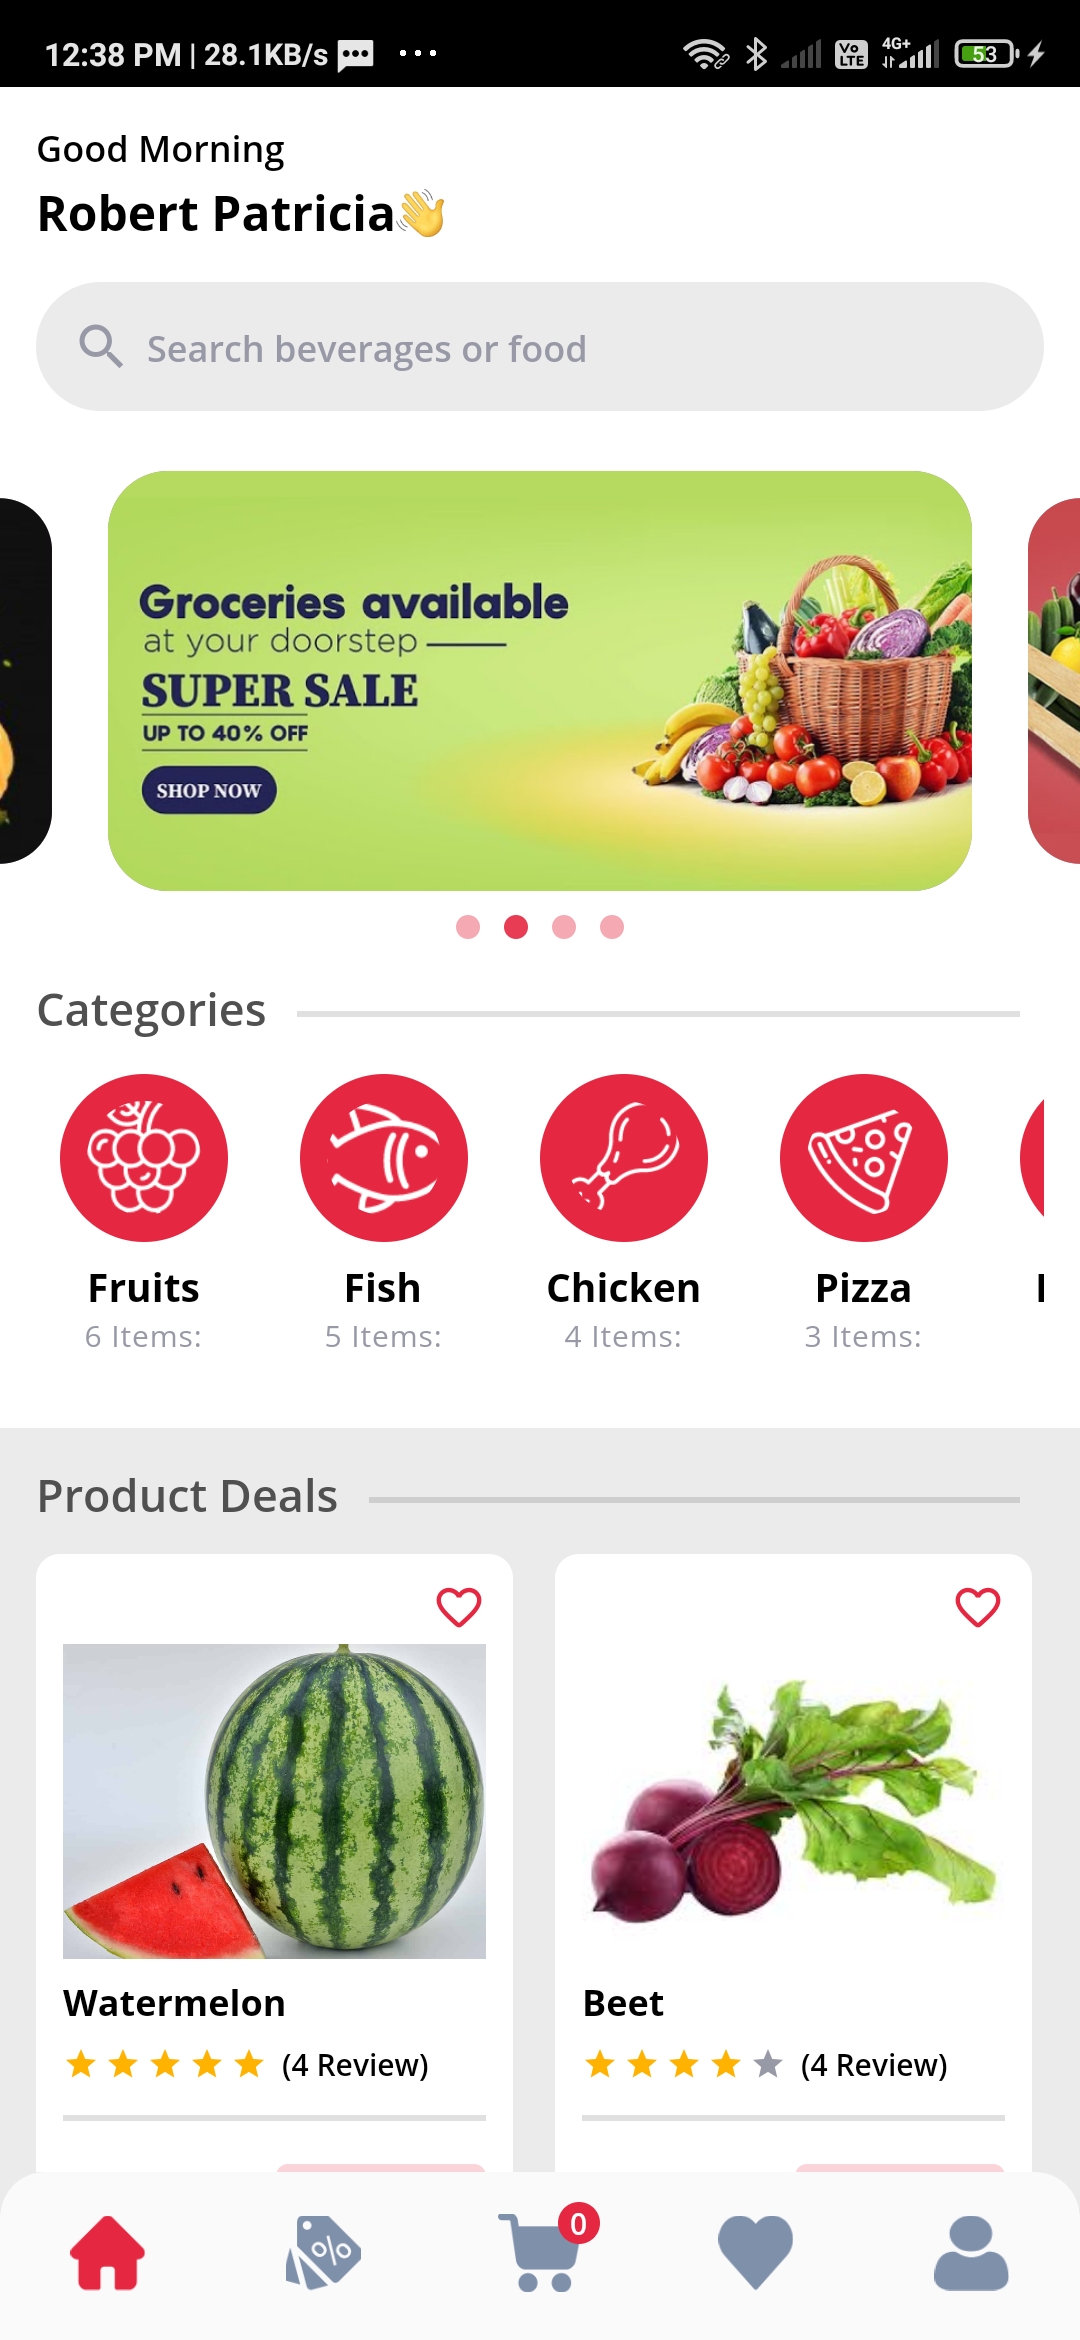 12:38 PM | 28.1KB/s
Vo LTE
4G+
53
Good Morning
Robert Patricia👋
Search beverages or food
Groceries available
at your doorstep
SUPER SALE
UP TO 40% OFF
SHOP NOW
Categories
Fruits
Fish
Chicken
Pizza
6 Items:
5 Items:
4 Items:
3 Items:
Product Deals
Watermelon
Beet
(4 Review)
(4 Review)
%
0